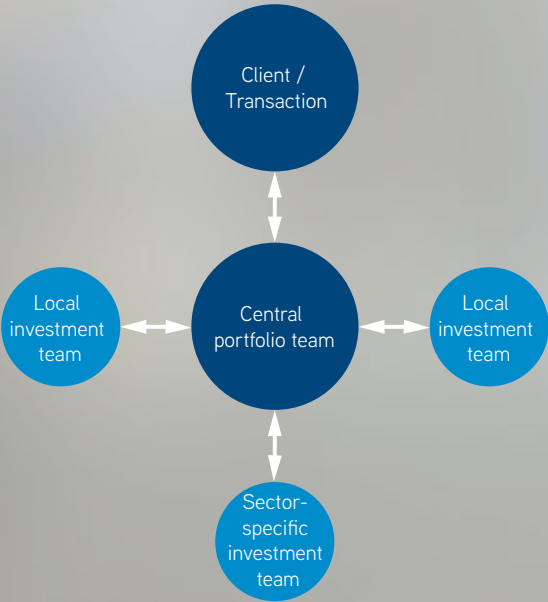 Client /
Transaction
Local
investment
team
Central
portfolio team
Local
investment
team
Sector-
specific
investment
team